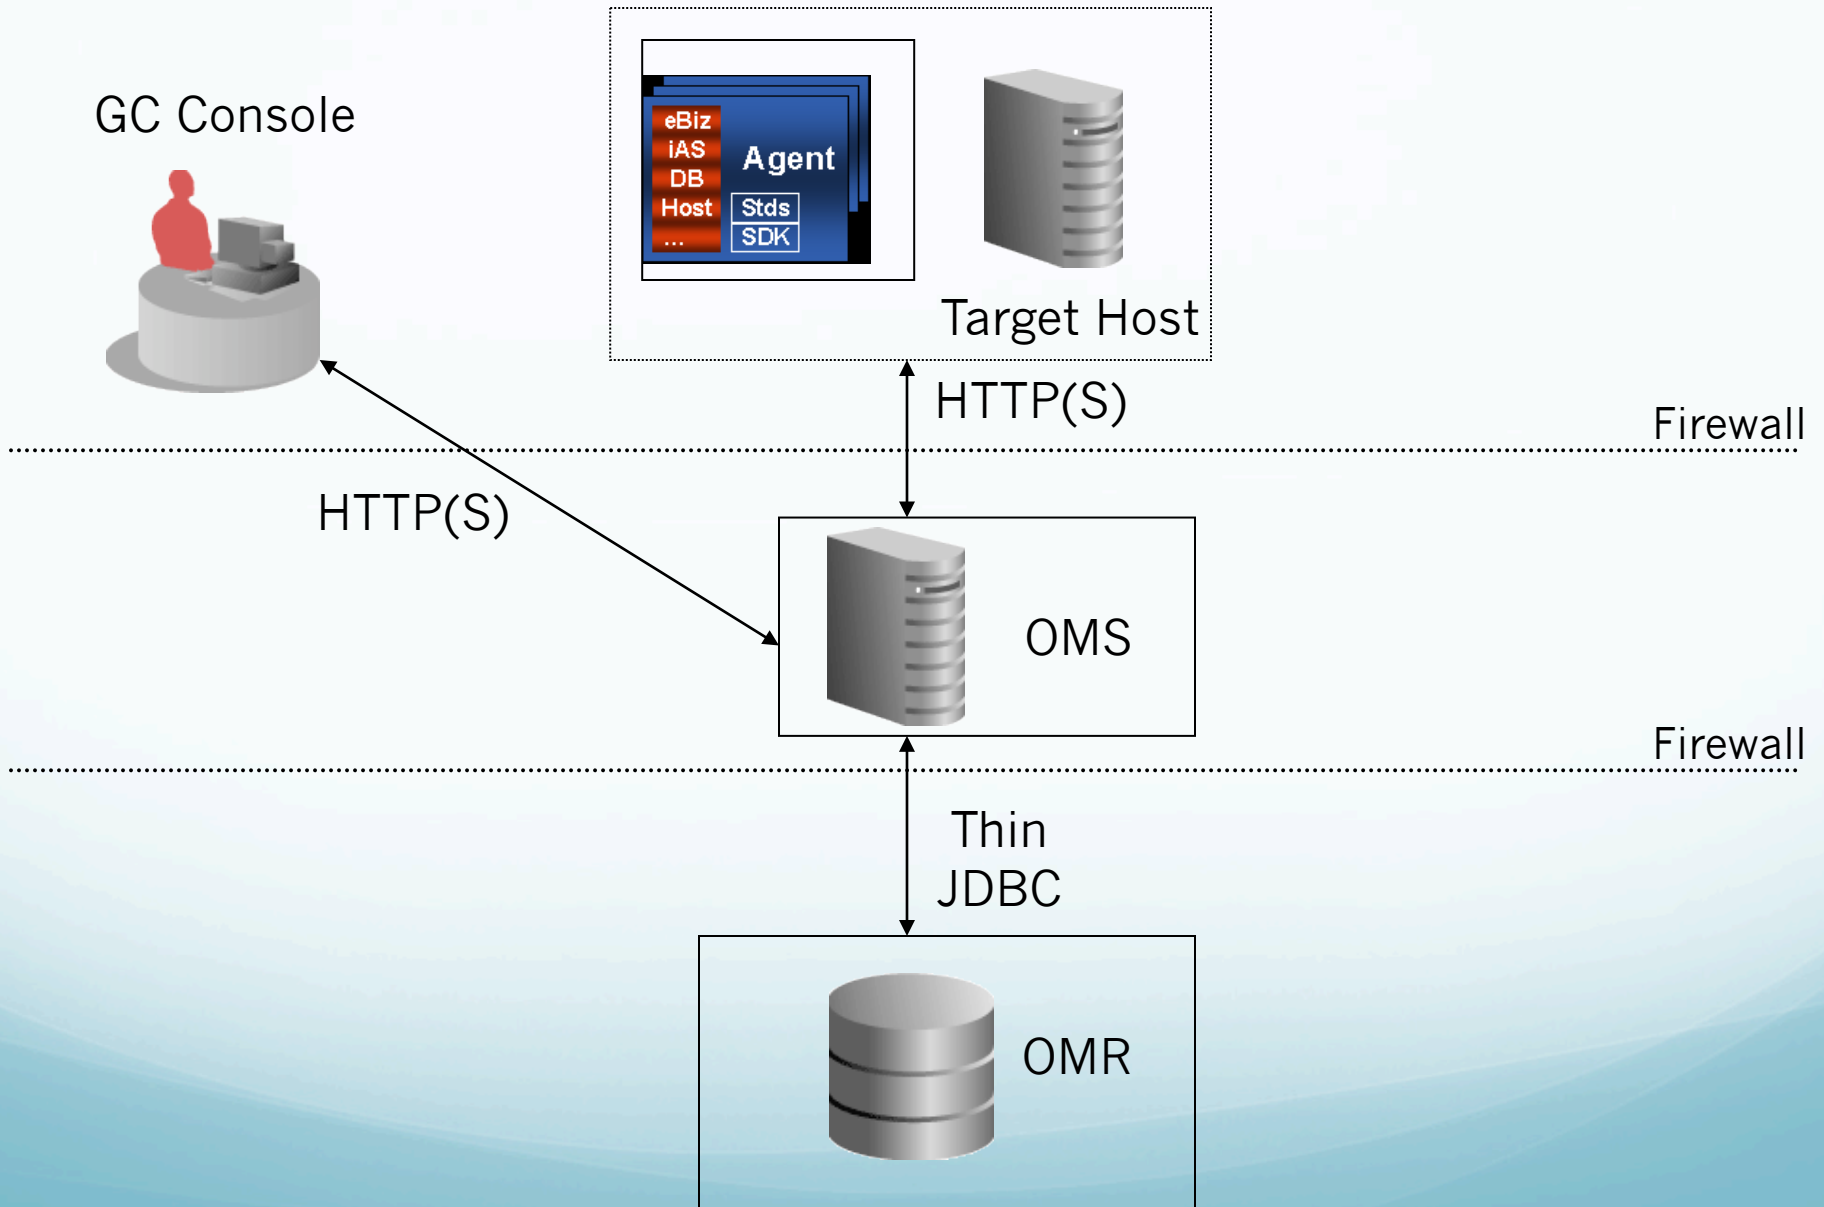 GC Console
eBiz
iAS
DB
Host
...
Agent
Stds
SDK
Target Host
HTTP(S)
Firewall
HTTP(S)
OMS
Firewall
Thin
JDBC
OMR